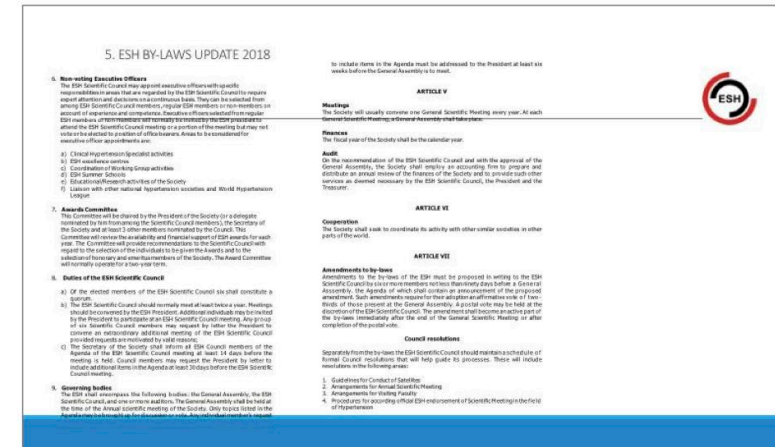 5. ESH BY-LAWS UPDATE 2018
6. Non-voting Executive Officers
The ESH Scientific Council may appoint executive officers with specific
responsibilities in areas that are regarded by the ESH Scientific Council to require
expert attention and decisions on a continuous basis. They can be selected from
among ESH Scientific Council members, regular ESH members or non-members on
account of experience and competence. Executive officers selected from regular
ESH members or non-members will normally be invited by the ESH president to
attend the ESH Scientific Council meeting or a portion of the meeting but may not
vote or be elected to position of office bearers. Areas to be considered for
executive officer appointments are:
a) Clinical Hypertension Specialist activities
b) ESH excellence centres
c) Coordination of Working Group activities
d) ESH Summer Schools
e) Educational/Research activities of the Society
f) Liaison with other national hypertension societies and World Hypertension
League
7. Awards Committee
This Committee will be chaired by the President of the Society (or a delegate
nominated by him from among the Scientific Council members), the Secretary of
the Society and at least 3 other members nominated by the Council. This
Committee will review the availability and financial support of ESH awards for each
year. The Committee will provide recommendations to the Scientific Council with
regard to the selection of the individuals to be given the Awards and to the
selection of honorary and emeritus members of the Society. The Award Committee
will normally operate for a two-year term.
8. Duties of the ESH Scientific Council
a) Of the elected members of the ESH Scientific Council six shall constitute a
quorum.
b) The ESH Scientific Council should normally meet at least twice a year. Meetings
should be convened by the ESH President. Additional individuals may be invited
by the President to participate at an ESH Scientific Council meeting. Any group
of six Scientific Council members may request by letter the President to
convene an extraordinary additional meeting of the ESH Scientific Council
provided requests are motivated by valid reasons;
c) The Secretary of the Society shall inform all ESH Council members of the
Agenda of the ESH Scientific Council meeting at least 14 days before the
meeting is held. Council members may request the President by letter to
include additional items in the Agenda at least 30 days before the ESH Scientific
Council meeting.
9. Governing bodies
The ESH shall encompass the following bodies: the General Assembly, the ESH
Scientific Council, and one or more auditors. The General Assembly shall be held at
the time of the Annual scientific meeting of the Society. Only topics listed in the
Agenda may be brought up for discussion or vote. Any individual member's request
to include items in the Agenda must be addressed to the President at least six
weeks before the General Assembly is to meet.
ARTICLE V
Meetings
The Society will usually convene one General Scientific Meeting every year. At each
General Scientific Meeting, a General Assembly shall take place.
Finances
The fiscal year of the Society shall be the calendar year.
Audit
On the recommendation of the ESH Scientific Council and with the approval of the
General Assembly, the Society shall employ an accounting firm to prepare and
distribute an annual review of the finances of the Society and to provide such other
services as deemed necessary by the ESH Scientific Council, the President and the
Treasurer.
ARTICLE VI
Cooperation
The Society shall seek to coordinate its activity with other similar societies in other
parts of the world.
ARTICLE VII
Amendments to by-laws
Amendments to the by-laws of the ESH must be proposed in writing to the ESH
Scientific Council by six or more members not less than ninety days before a General
Assembly, the Agenda of which shall contain an announcement of the proposed
amendment. Such amendments require for their adoption an affirmative vote of two-
thirds of those present at the General Assembly. A postal vote may be held at the
discretion of the ESH Scientific Council. The amendment shall become an active part of
the by-laws immediately after the end of the General Scientific Meeting or after
completion of the postal vote.
Council resolutions
Separately from the by-laws the ESH Scientific Council should maintain a schedule of
formal Council resolutions that will help guide its processes. These will include
resolutions in the following areas:
1. Guidelines for Conduct of Satellites
2. Arrangements for Annual Scientific Meeting
3. Arrangements for Visiting Faculty
4. Procedures for according official ESH endorsement of Scientific Meeting in the field
of Hypertension
ESH